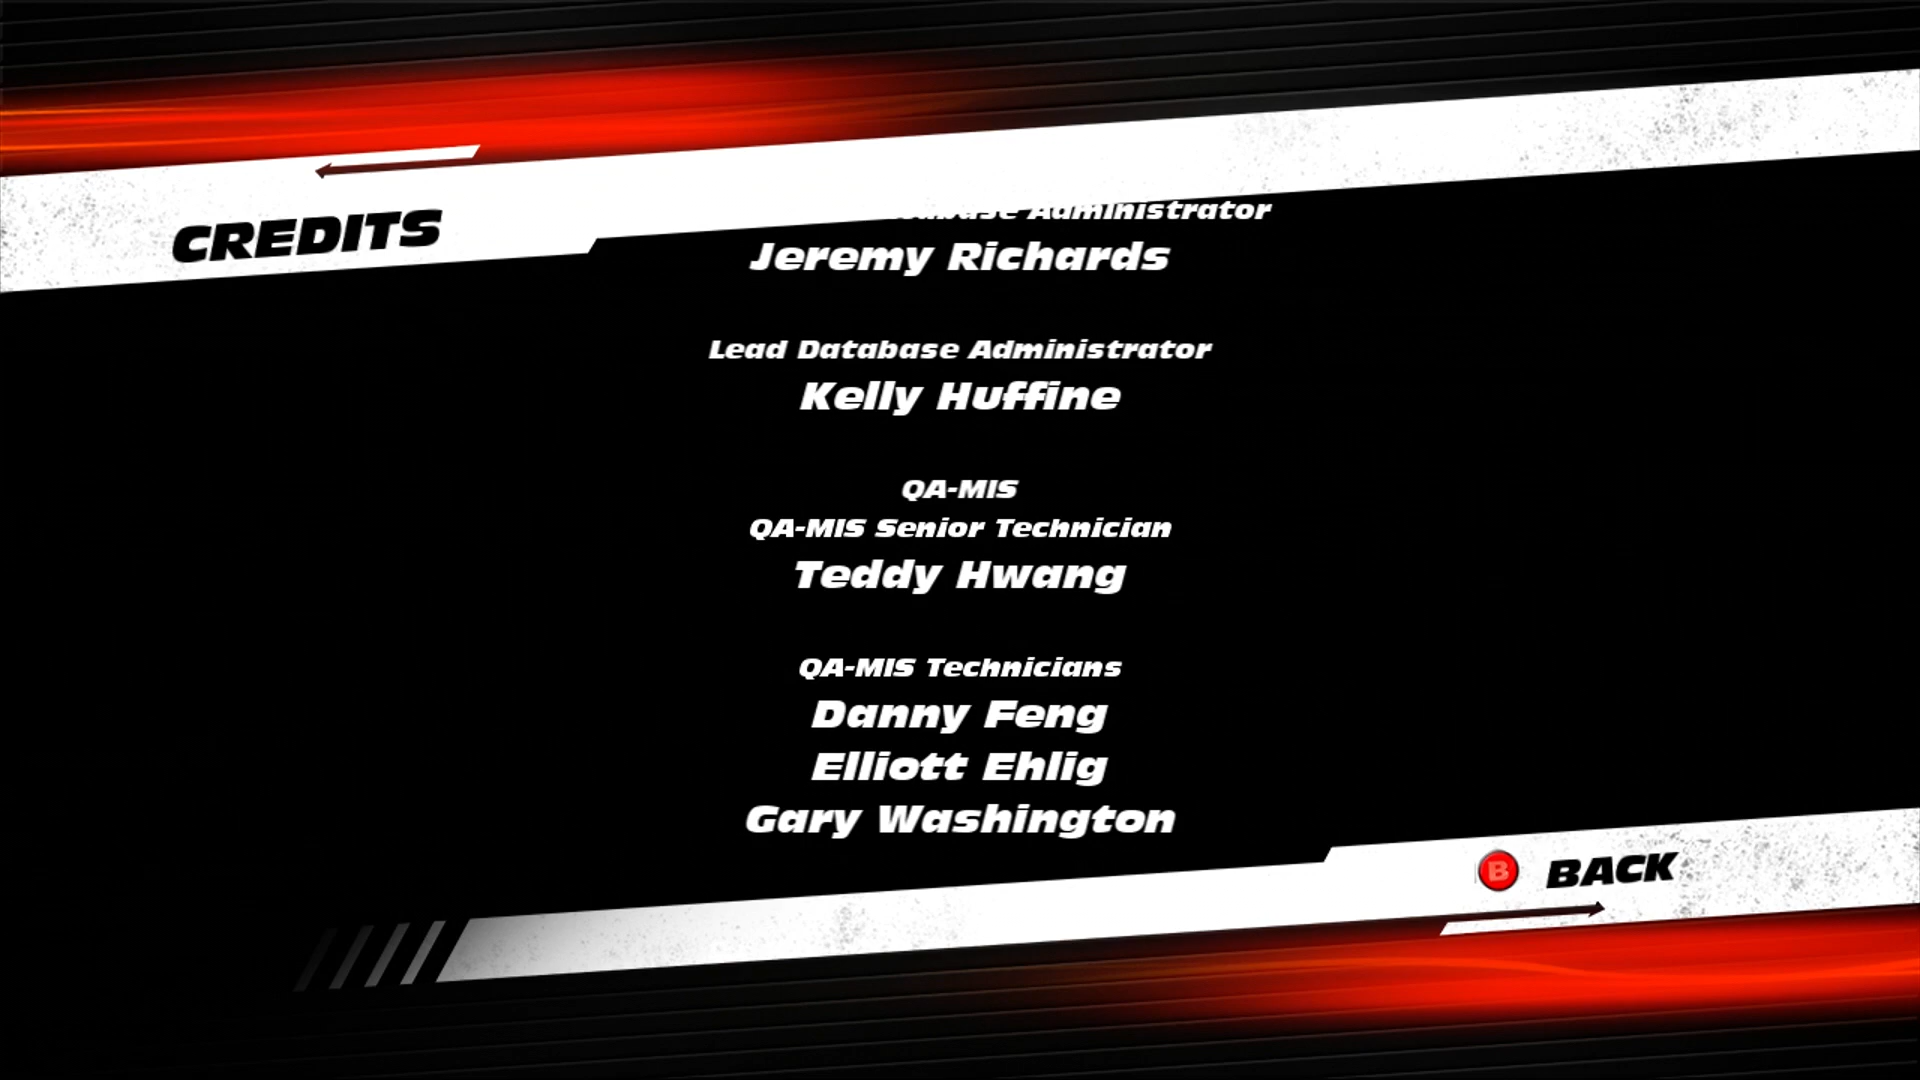 CREDITS
Administrator
Jeremy Richards
Lead Database Administrator
Kelly Huffine
QA-MIS
QA-MIS Senior Technician
Teddy Hwang
QA-MIS Technicians
Danny Feng
Elliott Ehlig
Gary Washington
B BACK